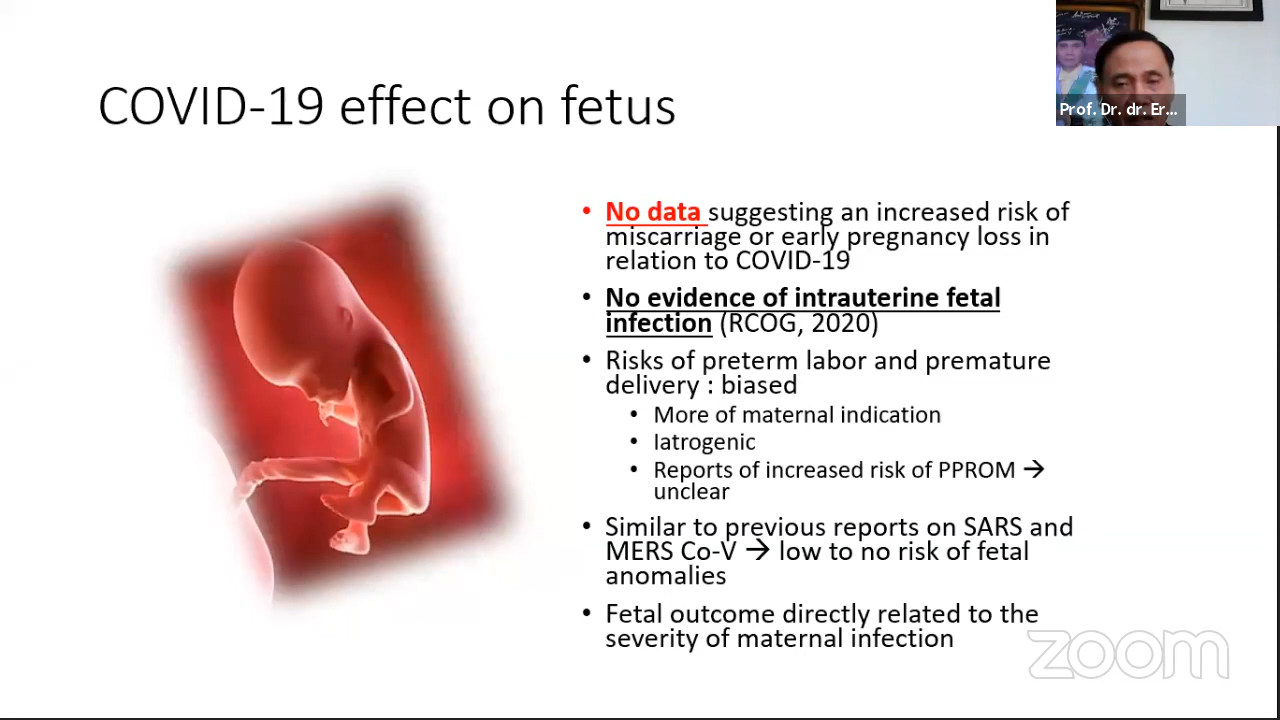 COVID-19 effect on fetus
Prof. Dr. dr. Er...
• No data suggesting an increased risk of
miscarriage or early pregnancy loss in
relation to COVID-19
• No evidence of intrauterine fetal
infection (RCOG, 2020)
• Risks of preterm labor and premature
delivery : biased
• More of maternal indication
• Iatrogenic
• Reports of increased risk of PPROM →
unclear
• Similar to previous reports on SARS and
MERS Co-V → low to no risk of fetal
anomalies
• Fetal outcome directly related to the
severity of maternal infection
zoom